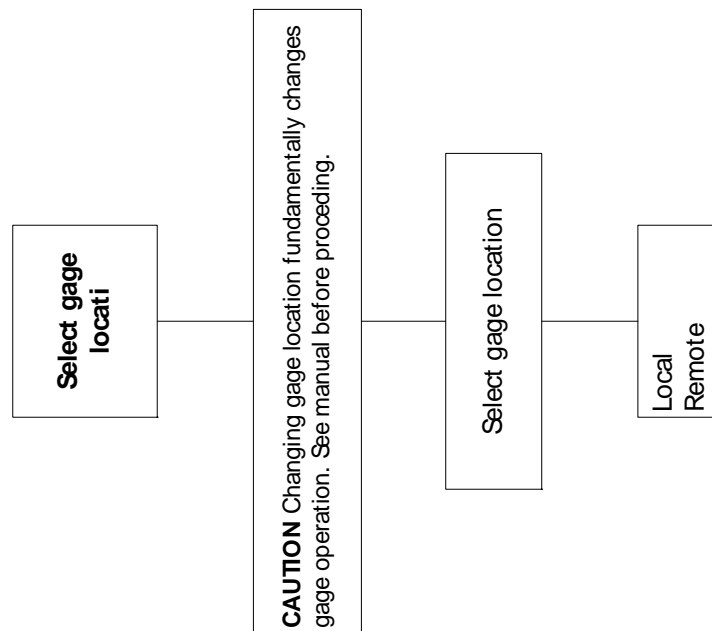 Select gage
locati
CAUTION Changing gage location fundamentally changes
gage operation. See manual before proceding.
Select gage location
Local
Remote